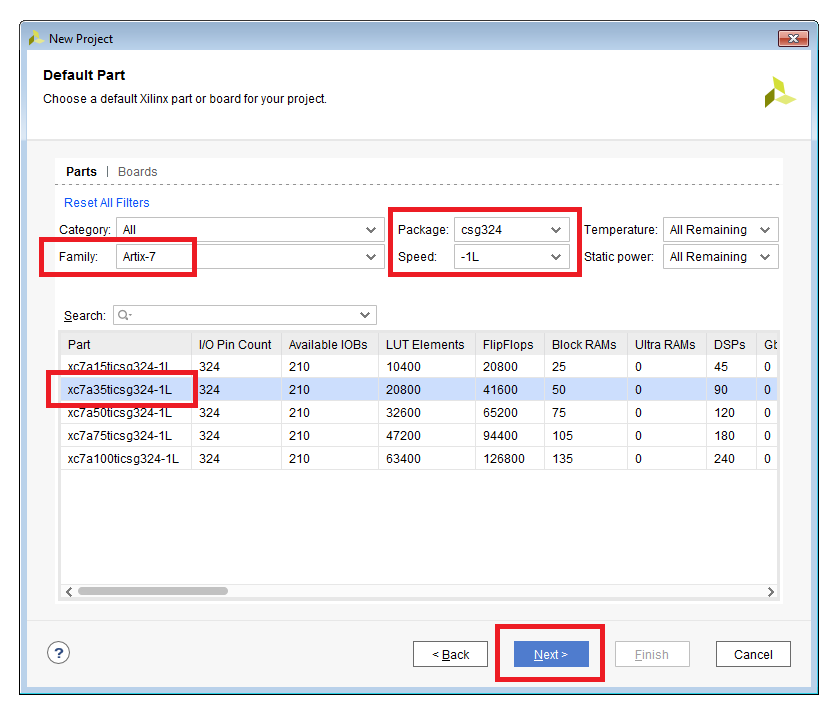 New Project
Default Part
Choose a default Xilinx part or board for your project.
Parts | Boards
Reset All Filters
Category: All Package: csg324 Temperature: All Remaining
Family: Artix-7 Speed: -1L Static power: All Remaining
Search:
Part I/O Pin Count Available IOBs LUT Elements FlipFlops Block RAMs Ultra RAMs DSPs Gt
xc7a15ticsg324-1L 324 210 10400 20800 25 0 45 0
xc7a35ticsg324-1L 324 210 20800 41600 50 0 90 0
xc7a50ticsg324-1L 324 210 32600 65200 75 0 120 0
xc7a75ticsg324-1L 324 210 47200 94400 105 0 180 0
xc7a100ticsg324-1L 324 210 63400 126800 135 0 240 0
? < Back Next > Finish Cancel